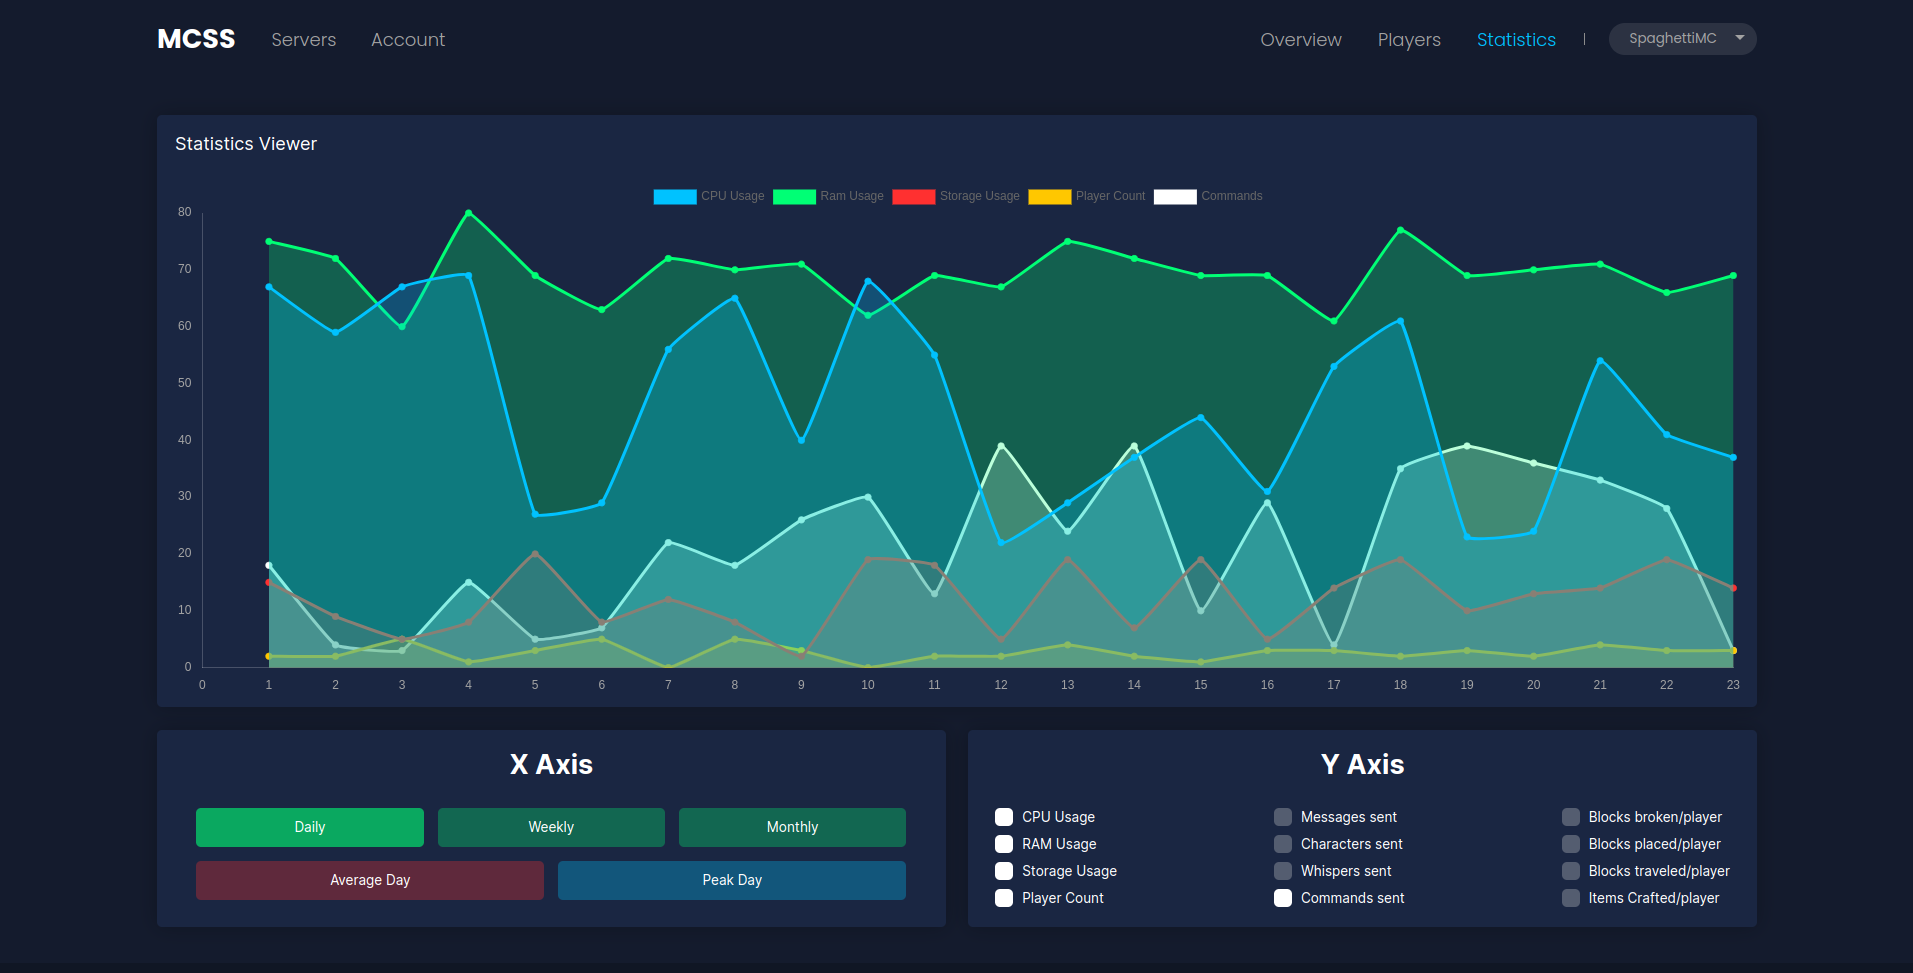 MCSS Servers Account Overview Players Statistics | SpaghettiMC
Statistics Viewer
CPU Usage Ram Usage Storage Usage Player Count Commands
80
70
60
50
40
30
20
10
0
0 1 2 3 4 5 6 7 8 9 10 11 12 13 14 15 16 17 18 19 20 21 22 23
X Axis
Daily Weekly Monthly
Average Day Peak Day
Y Axis
CPU Usage Messages sent Blocks broken/player
RAM Usage Characters sent Blocks placed/player
Storage Usage Whispers sent Blocks traveled/player
Player Count Commands sent Items Crafted/player